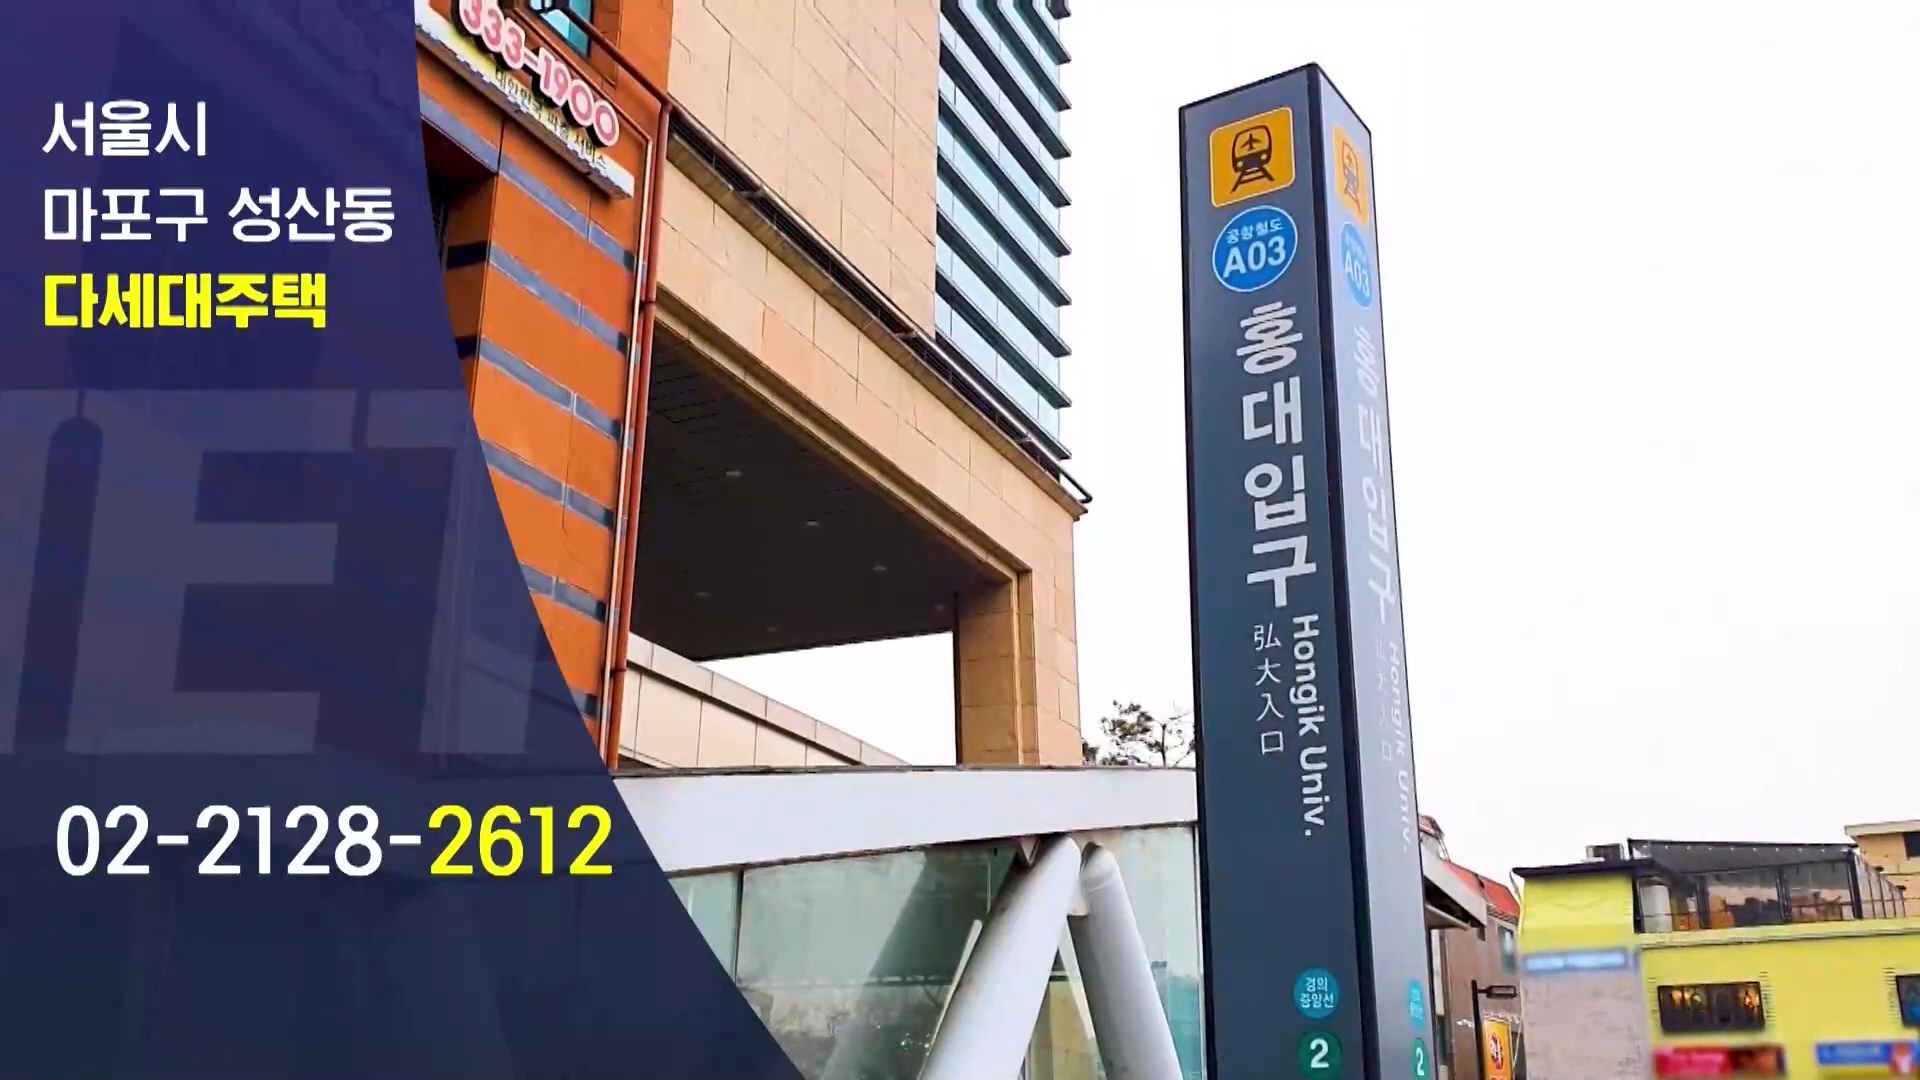 서울시
마포구 성산동
다세대주택
02-2128-2612
333-1900
공항철도
A03
홍대입구
Hongik Univ.
弘大入口
경의
중앙선
2
A03
홍대입구
Hongik Univ.
弘大入口
2